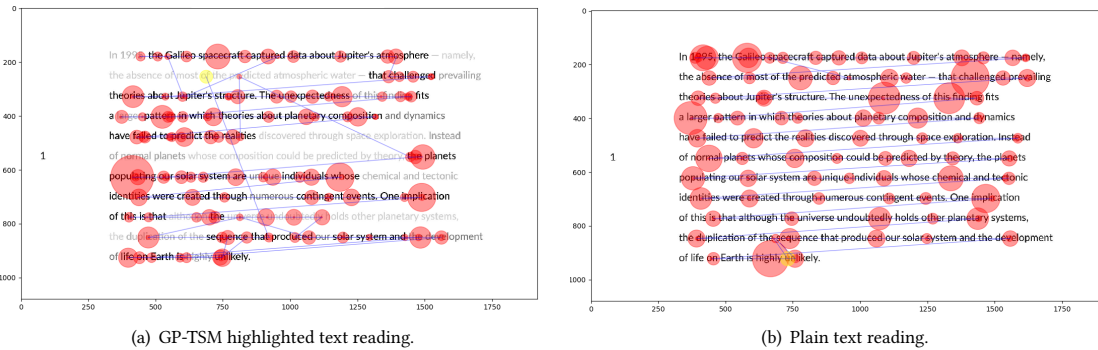 0
200
400
600
800
1000
1
In 1995, the Galileo spacecraft captured data about Jupiter's atmosphere — namely,
the absence of most of the predicted atmospheric water — that challenged prevailing
theories about Jupiter's structure. The unexpectedness of this finding fits
a larger pattern in which theories about planetary composition and dynamics
have failed to predict the realities discovered through space exploration. Instead
of normal planets whose composition could be predicted by theory, the planets
populating our solar system are unique individuals whose chemical and tectonic
identities were created through numerous contingent events. One implication
of this is that although the universe undoubtedly holds other planetary systems,
the duplication of the sequence that produced our solar system and the development
of life on Earth is highly unlikely.
0 250 500 750 1000 1250 1500 1750
(a) GP-TSM highlighted text reading.
0
200
400
600
800
1000
1
In 1995, the Galileo spacecraft captured data about Jupiter's atmosphere — namely,
the absence of most of the predicted atmospheric water — that challenged prevailing
theories about Jupiter's structure. The unexpectedness of this finding fits
a larger pattern in which theories about planetary composition and dynamics
have failed to predict the realities discovered through space exploration. Instead
of normal planets whose composition could be predicted by theory, the planets
populating our solar system are unique individuals whose chemical and tectonic
identities were created through numerous contingent events. One implication
of this is that although the universe undoubtedly holds other planetary systems,
the duplication of the sequence that produced our solar system and the development
of life on Earth is highly unlikely.
0 250 500 750 1000 1250 1500 1750
(b) Plain text reading.